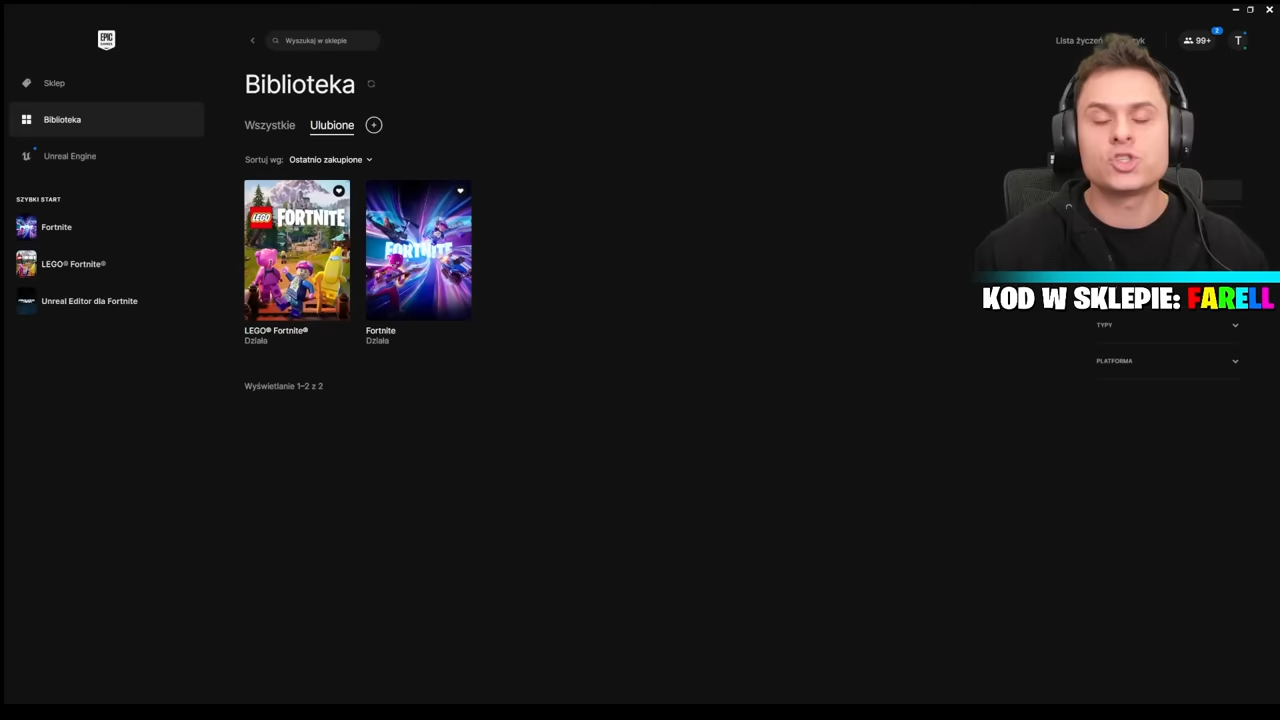 EPIC
GAMES
Wyszukaj w sklepie
Lista życzeń
99+
2
T
Sklep
Biblioteka
Unreal Engine
SZYBKI START
Fortnite
LEGO® Fortnite®
Unreal Editor dla Fortnite
Biblioteka
Wszystkie
Ulubione
Sortuj wg: Ostatnio zakupione
LEGO FORTNITE
FORTNITE
LEGO® Fortnite®
Działa
Fortnite
Działa
Wyświetlanie 1–2 z 2
KOD W SKLEPIE: FARELL
TYPY
PLATFORMA